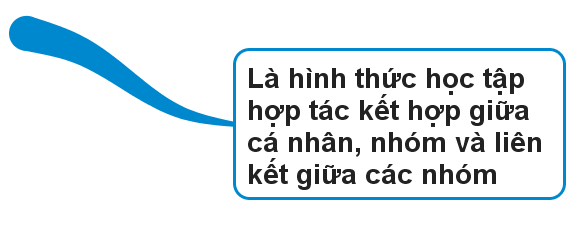 Là hình thức học tập
hợp tác kết hợp giữa
cá nhân, nhóm và liên
kết giữa các nhóm